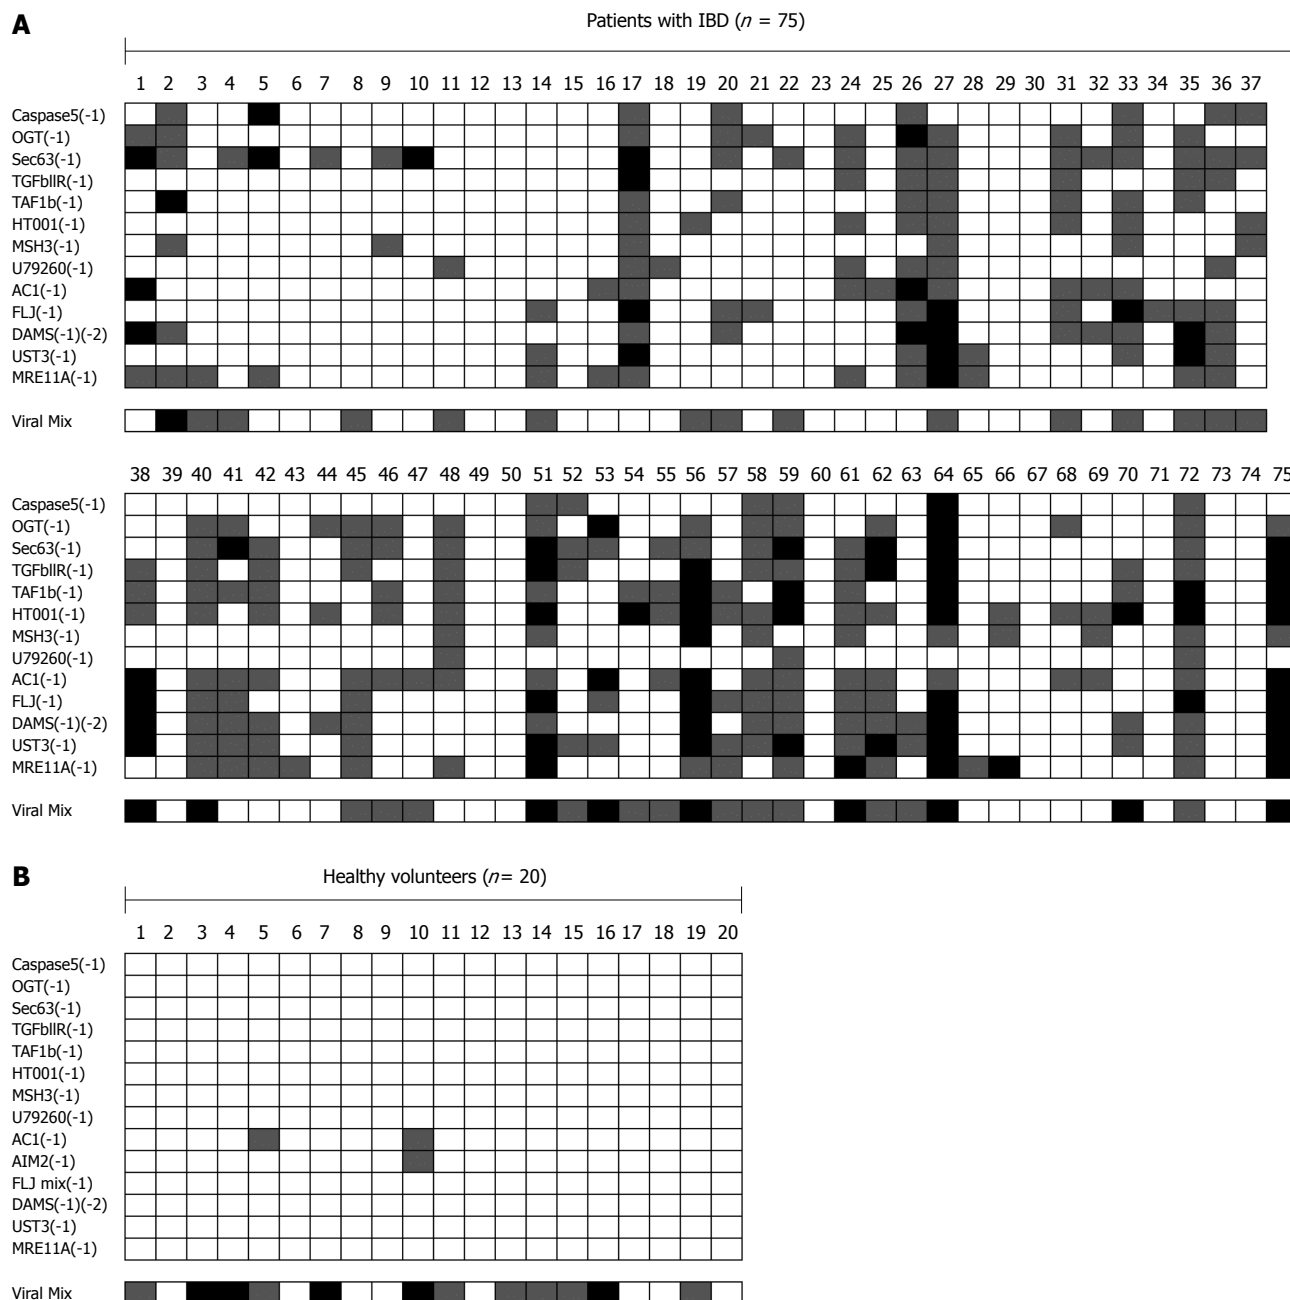 A
Patients with IBD (n = 75)
1 2 3 4 5 6 7 8 9 10 11 12 13 14 15 16 17 18 19 20 21 22 23 24 25 26 27 28 29 30 31 32 33 34 35 36 37
Caspase5(-1)
OGT(-1)
Sec63(-1)
TGFbllR(-1)
TAF1b(-1)
HT001(-1)
MSH3(-1)
U79260(-1)
AC1(-1)
FLJ(-1)
DAMS(-1)(-2)
UST3(-1)
MRE11A(-1)
Viral Mix
38 39 40 41 42 43 44 45 46 47 48 49 50 51 52 53 54 55 56 57 58 59 60 61 62 63 64 65 66 67 68 69 70 71 72 73 74 75
Caspase5(-1)
OGT(-1)
Sec63(-1)
TGFbllR(-1)
TAF1b(-1)
HT001(-1)
MSH3(-1)
U79260(-1)
AC1(-1)
FLJ(-1)
DAMS(-1)(-2)
UST3(-1)
MRE11A(-1)
Viral Mix
B
Healthy volunteers (n= 20)
1 2 3 4 5 6 7 8 9 10 11 12 13 14 15 16 17 18 19 20
Caspase5(-1)
OGT(-1)
Sec63(-1)
TGFbllR(-1)
TAF1b(-1)
HT001(-1)
MSH3(-1)
U79260(-1)
AC1(-1)
AIM2(-1)
FLJ mix(-1)
DAMS(-1)(-2)
UST3(-1)
MRE11A(-1)
Viral Mix